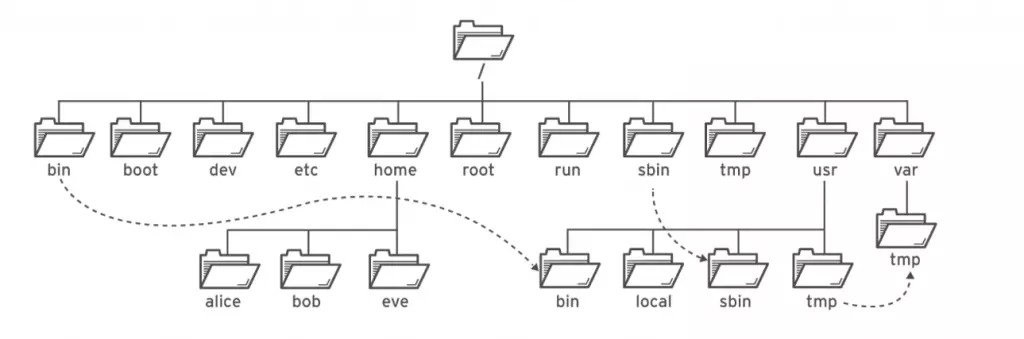 /
bin boot dev etc home root run sbin tmp usr var
tmp
alice bob eve bin local sbin tmp